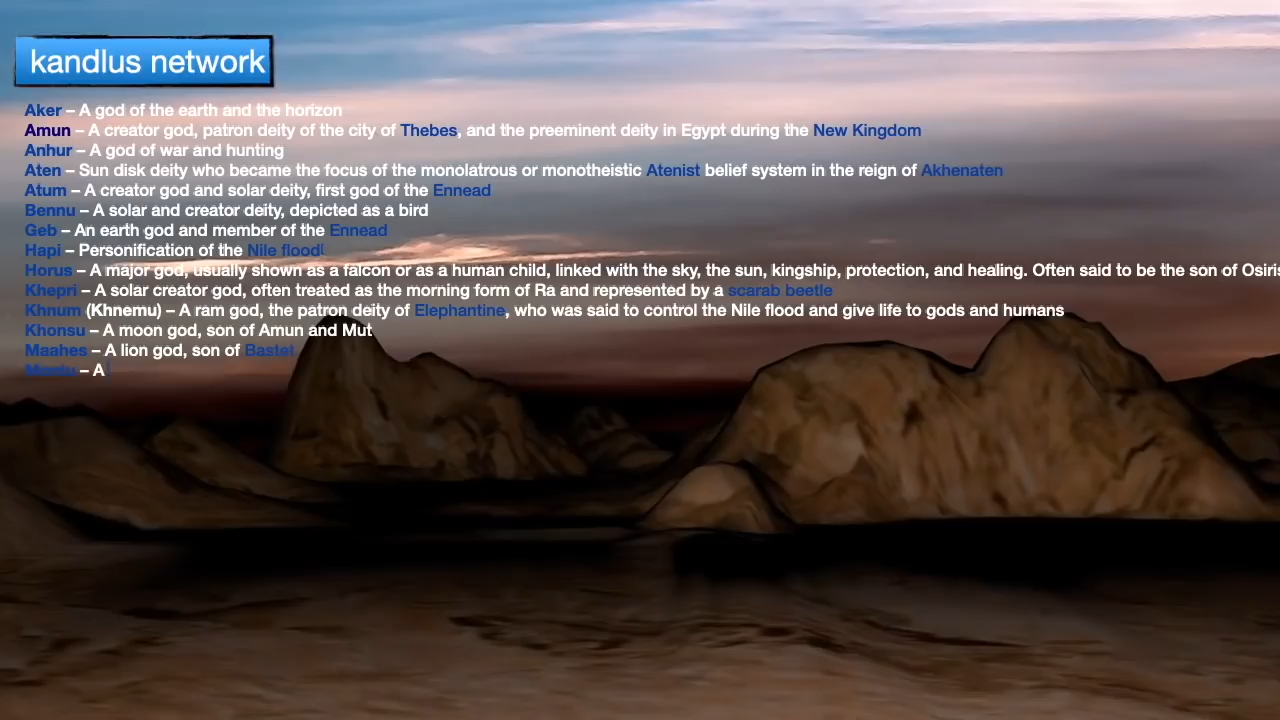 kandlus network
Aker – A god of the earth and the horizon
Amun – A creator god, patron deity of the city of Thebes, and the preeminent deity in Egypt during the New Kingdom
Anhur – A god of war and hunting
Aten – Sun disk deity who became the focus of the monolatrous or monotheistic Atenist belief system in the reign of Akhenaten
Atum – A creator god and solar deity, first god of the Ennead
Bennu – A solar and creator deity, depicted as a bird
Geb – An earth god and member of the Ennead
Hapi – Personification of the Nile flood
Horus – A major god, usually shown as a falcon or as a human child, linked with the sky, the sun, kingship, protection, and healing. Often said to be the son of Osiris
Khepri – A solar creator god, often treated as the morning form of Ra and represented by a scarab beetle
Khnum (Khnemu) – A ram god, the patron deity of Elephantine, who was said to control the Nile flood and give life to gods and humans
Khonsu – A moon god, son of Amun and Mut
Maahes – A lion god, son of Bastet
– A